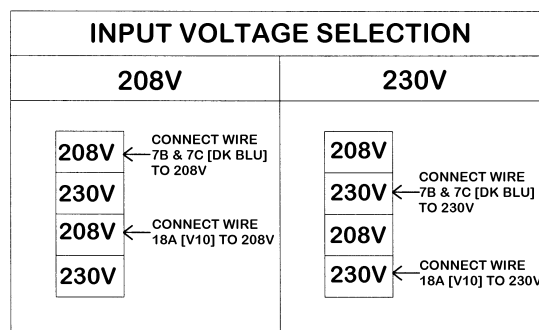 INPUT VOLTAGE SELECTION
208V
230V
208V
230V
208V
230V
CONNECT WIRE
7B & 7C [DK BLU]
TO 208V
CONNECT WIRE
18A [V10] TO 208V
208V
230V
208V
230V
CONNECT WIRE
7B & 7C [DK BLU]
TO 230V
CONNECT WIRE
18A [V10] TO 230V